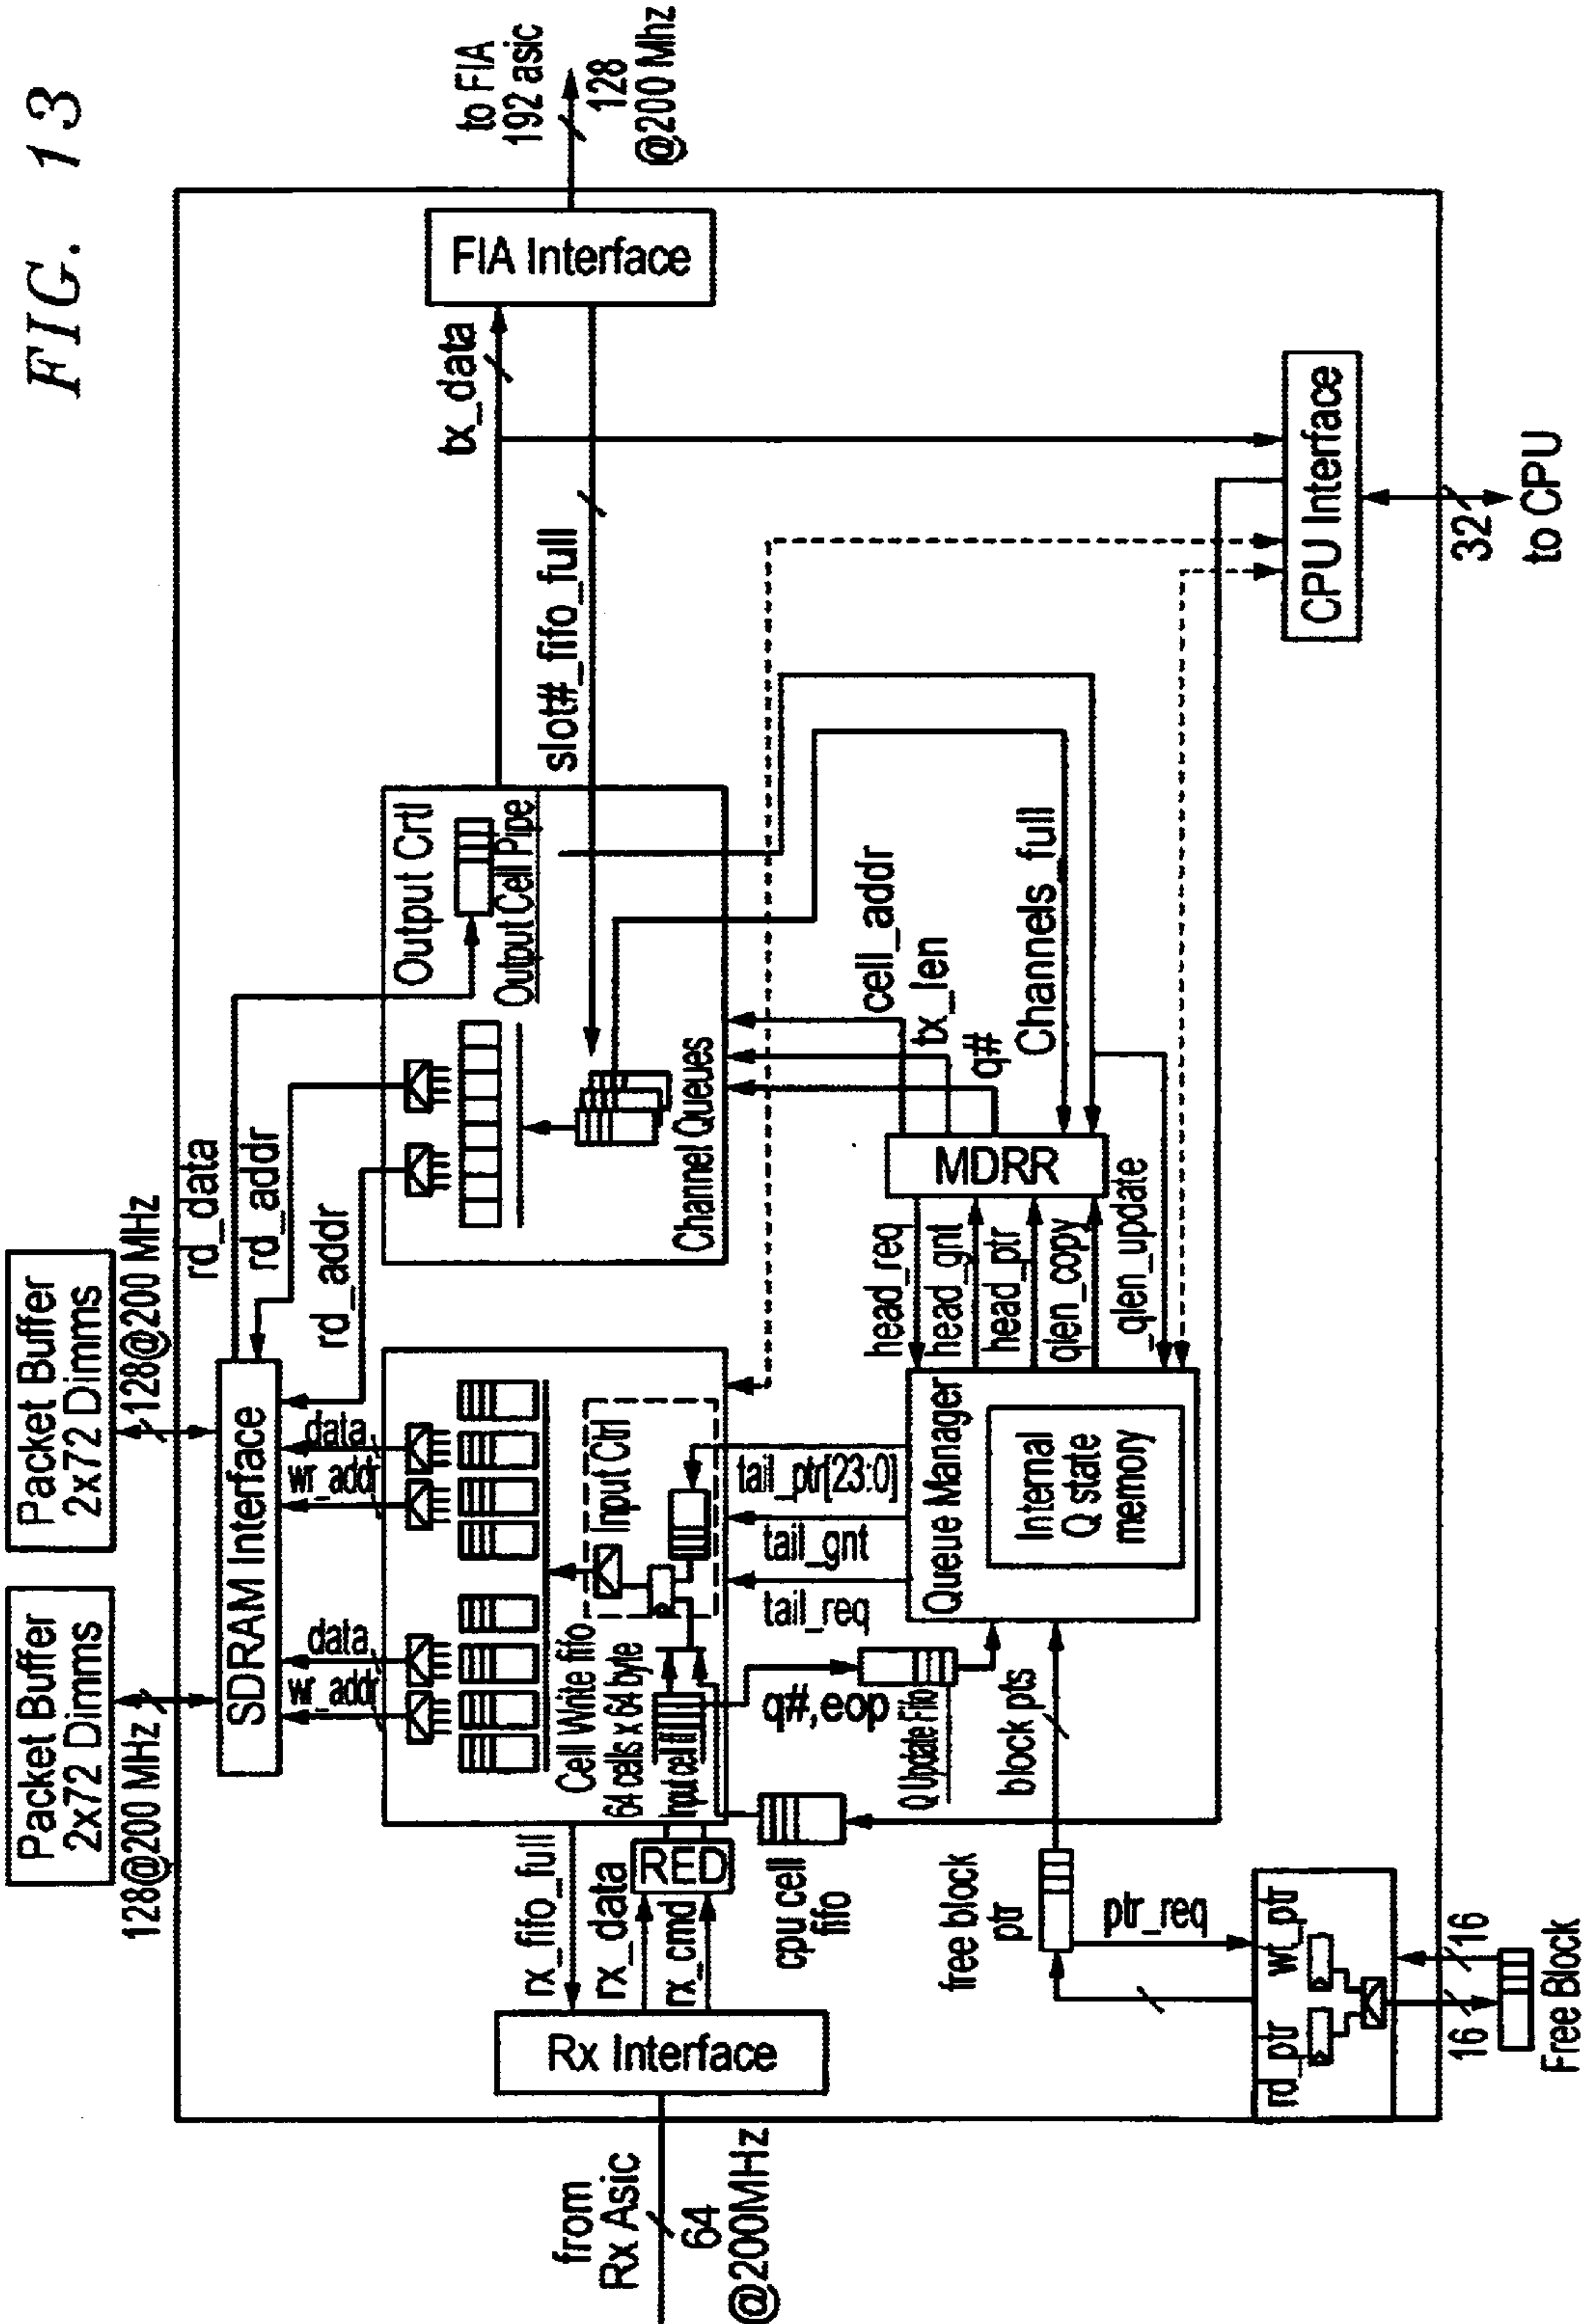 FIG. 13
Packet Buffer
2x72 Dimms
Packet Buffer
2x72 Dimms
128@200 MHz
128@200 MHz
SDRAM Interface
rd_data
rd_addr
rd_addr
wr_addr
data
wr_addr
data
Cell Write fifo
64 cells x 64 byte
Input cell fifo
Input Ctrl
Output Crtl
Output Cell Pipe
Channel Queues
tx_data
slot#_fifo_full
FIA Interface
to FIA
192 asic
128
@200 Mhz
from
Rx Asic
64
@200MHz
Rx Interface
rx_fifo_full
rx_data
rx_cmd
RED
cpu cell
fifo
q#,eop
Q Update Fifo
tail_req
tail_gnt
tail_ptr[23:0]
Queue Manager
Internal
Q state
memory
head_req
head_gnt
head_ptr
qlen_copy
_qlen_update
MDRR
cell_addr
tx_len
q#
Channels_full
block pts
free block
ptr
ptr_req
rd_ptr
wt_ptr
16
16
Free Block
CPU Interface
32
to CPU